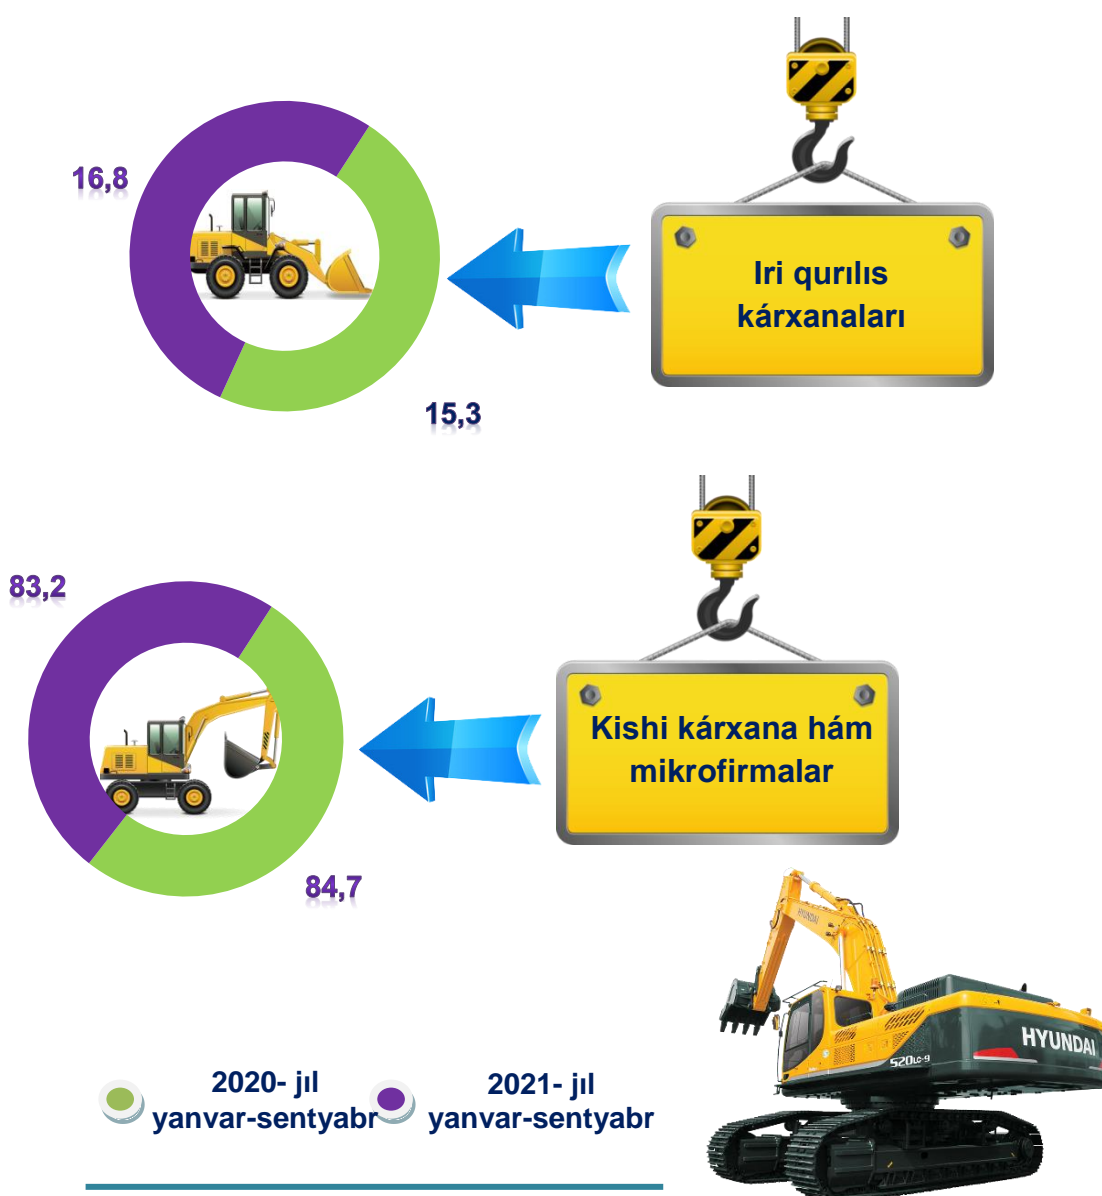 16,8
Iri qurılıs
kárxanaları
15,3
83,2
Kishi kárxana hám
mikrofirmalar
84,7
HYUNDAI
HYUNDAI
520LC-9
2020- jıl
yanvar-sentyabr
2021- jıl
yanvar-sentyabr